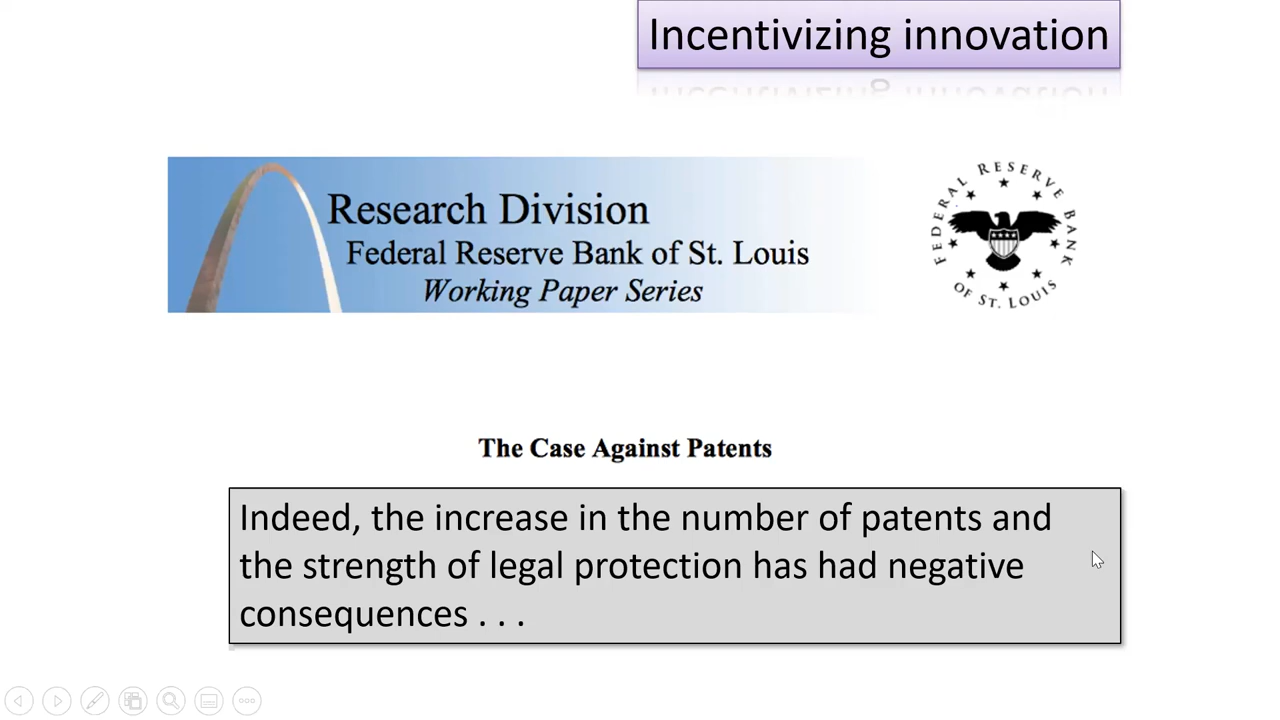 Incentivizing innovation
Research Division
Federal Reserve Bank of St. Louis
Working Paper Series
FEDERAL RESERVE BANK
OF ST. LOUIS
The Case Against Patents
Indeed, the increase in the number of patents and
the strength of legal protection has had negative
consequences . . .